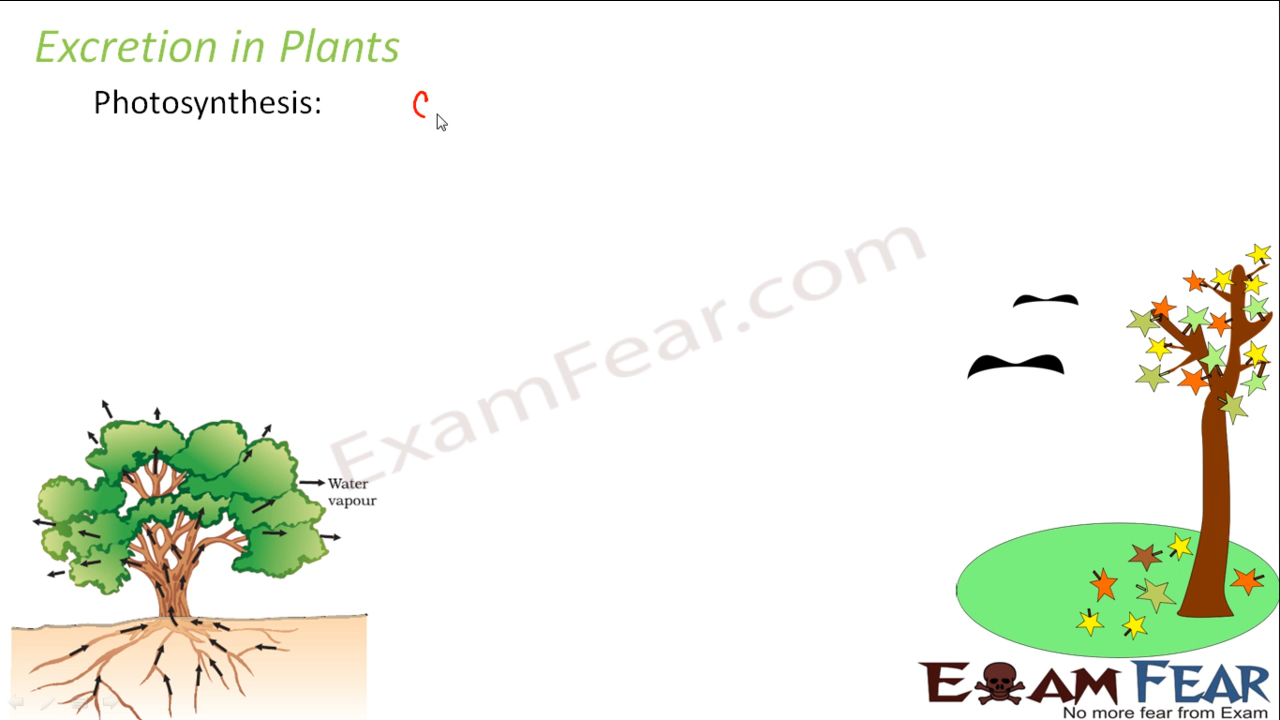 Excretion in Plants
Photosynthesis: C
ExamFear.com
Water
vapour
EXAM FEAR
No more fear from Exam